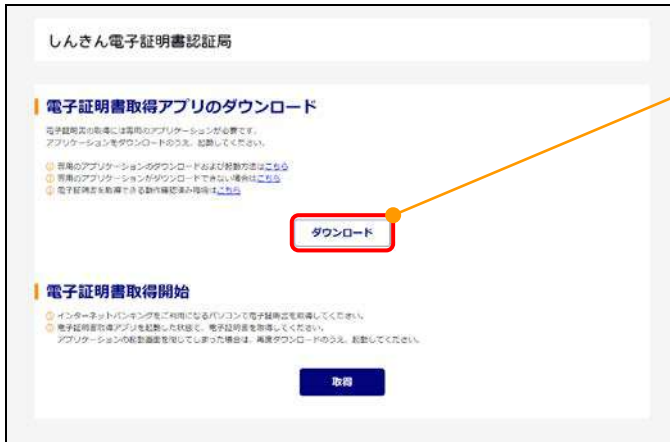 しんきん電子証明書認証局
電子証明書取得アプリのダウンロード
電子証明書の取得には専用のアプリケーションが必要です。
アプリケーションをダウンロードのうえ、起動してください。
専用のアプリケーションのダウンロードおよび起動方法はこちら
専用のアプリケーションがダウンロードできない場合はこちら
電子証明書を取得できる動作確認済み環境はこちら
ダウンロード
電子証明書取得開始
インターネットバンキングをご利用になるパソコンで電子証明書を取得してください。
電子証明書取得アプリを起動した状態で、電子証明書を取得してください。
アプリケーションの起動画面を閉じてしまった場合は、再度ダウンロードのうえ、起動してください。
取得